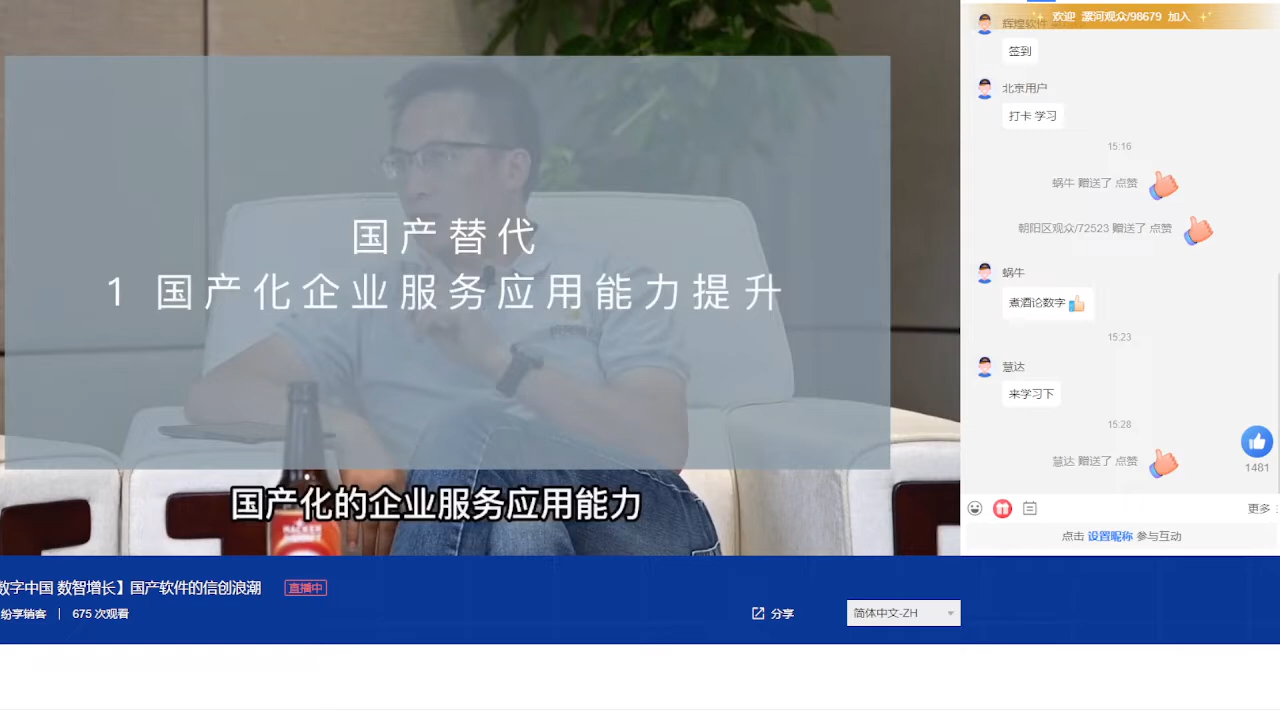 国产替代
1 国产化企业服务应用能力提升
国产化的企业服务应用能力
数字中国 数智增长】国产软件的信创浪潮
直播中
纷享销客 | 675 次观看
分享
简体中文-ZH
欢迎 漯河观众/98679 加入
辉煌软件
签到
北京用户
打卡 学习
15:16
蜗牛 赠送了 点赞
朝阳区观众/72523 赠送了 点赞
蜗牛
煮酒论数字
15:23
慧达
来学习下
15:28
慧达 赠送了 点赞
1481
更多
点击 设置昵称 参与互动